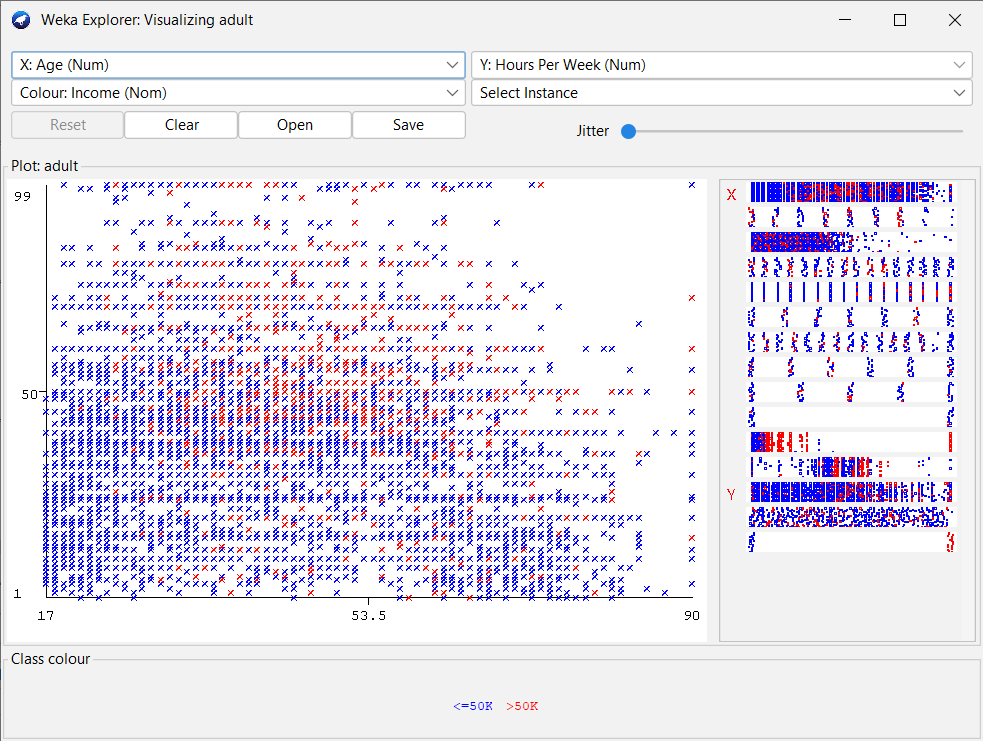 Weka Explorer: Visualizing adult
X: Age (Num) Y: Hours Per Week (Num)
Colour: Income (Nom) Select Instance
Reset Clear Open Save Jitter
Plot: adult
99
50
1
17 53.5 90
X
Y
Class colour
<=50K >50K